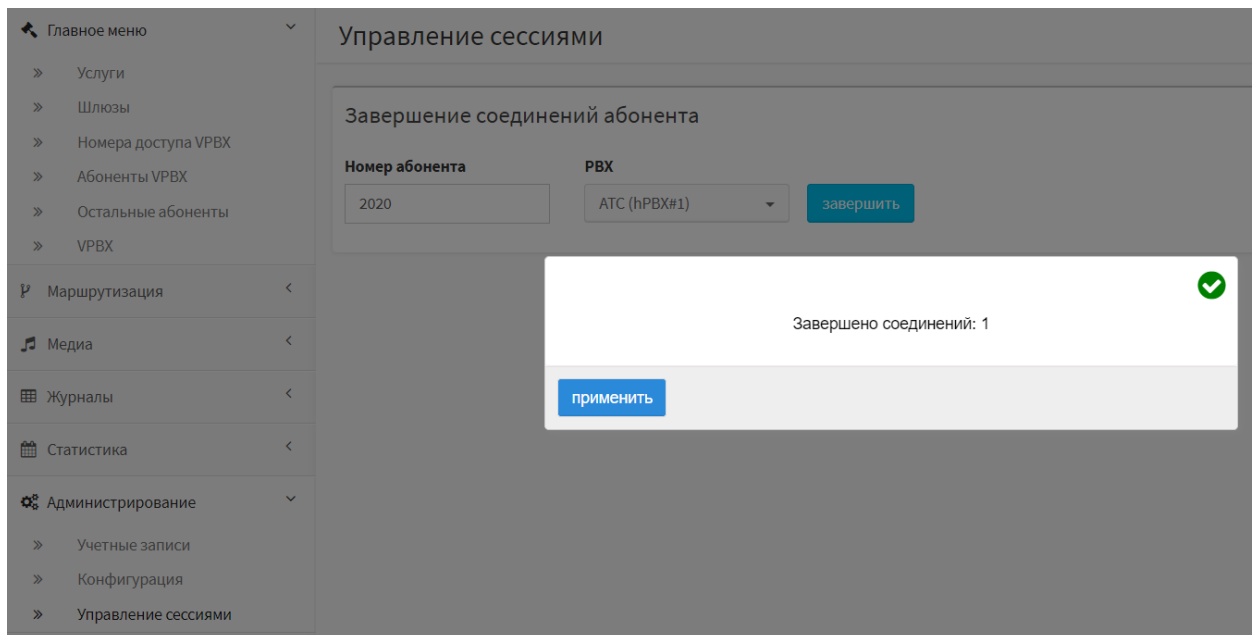 Главное меню
Услуги
Шлюзы
Номера доступа VPBX
Абоненты VPBX
Остальные абоненты
VPBX
Маршрутизация
Медиа
Журналы
Статистика
Администрирование
Учетные записи
Конфигурация
Управление сессиями
Управление сессиями
Завершение соединений абонента
Номер абонента
PBX
2020
АТС (hPBX#1)
завершить
Завершено соединений: 1
применить